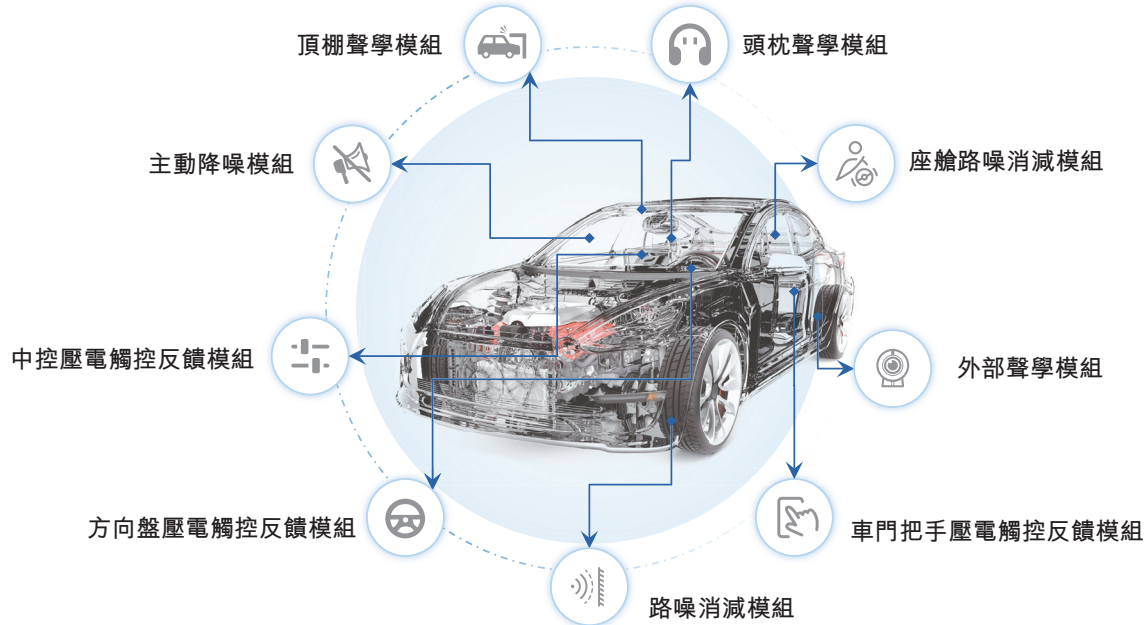 頂棚聲學模組
頭枕聲學模組
主動降噪模組
座艙路噪消減模組
中控壓電觸控反饋模組
外部聲學模組
方向盤壓電觸控反饋模組
車門把手壓電觸控反饋模組
路噪消減模組